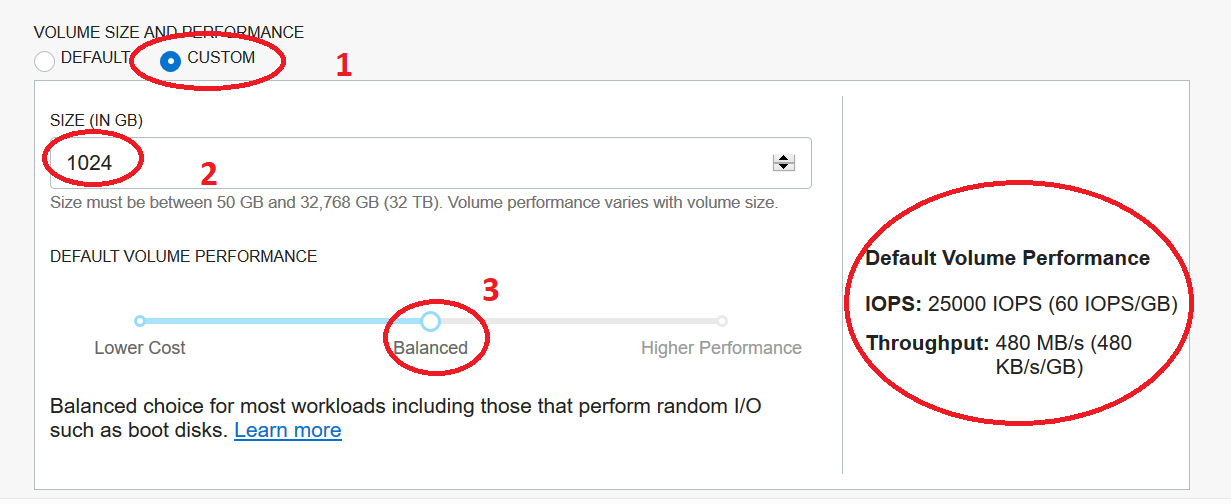 VOLUME SIZE AND PERFORMANCE
DEFAULT CUSTOM 1
SIZE (IN GB)
1024 2
Size must be between 50 GB and 32,768 GB (32 TB). Volume performance varies with volume size.
DEFAULT VOLUME PERFORMANCE
3
Lower Cost Balanced Higher Performance
Balanced choice for most workloads including those that perform random I/O
such as boot disks. Learn more
Default Volume Performance
IOPS: 25000 IOPS (60 IOPS/GB)
Throughput: 480 MB/s (480
KB/s/GB)